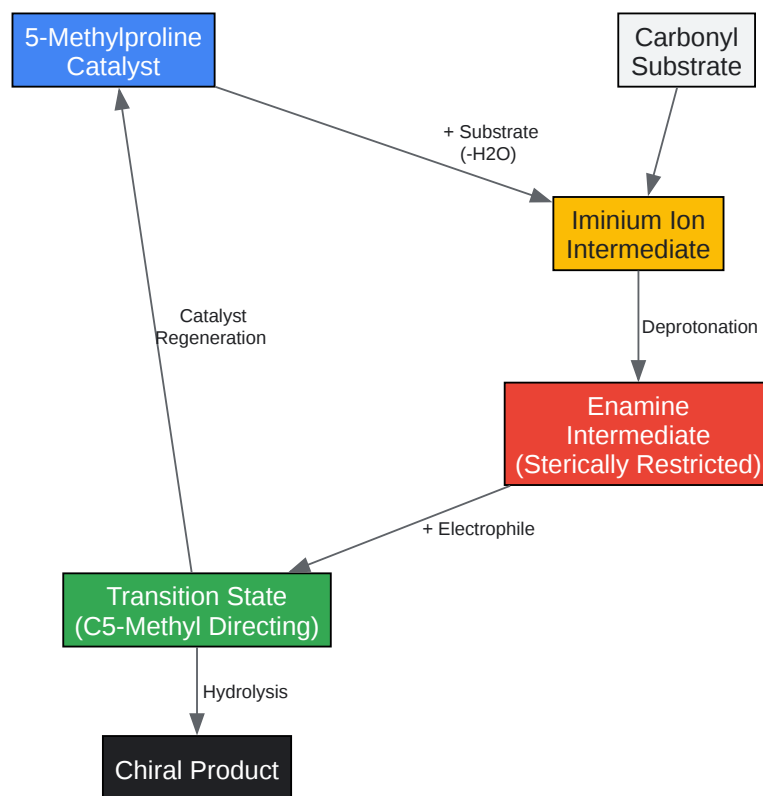 5-Methylproline
Catalyst
Carbonyl
Substrate
+ Substrate
(-H2O)
Iminium Ion
Intermediate
Catalyst
Regeneration
Deprotonation
Enamine
Intermediate
(Sterically Restricted)
+ Electrophile
Transition State
(C5-Methyl Directing)
Hydrolysis
Chiral Product